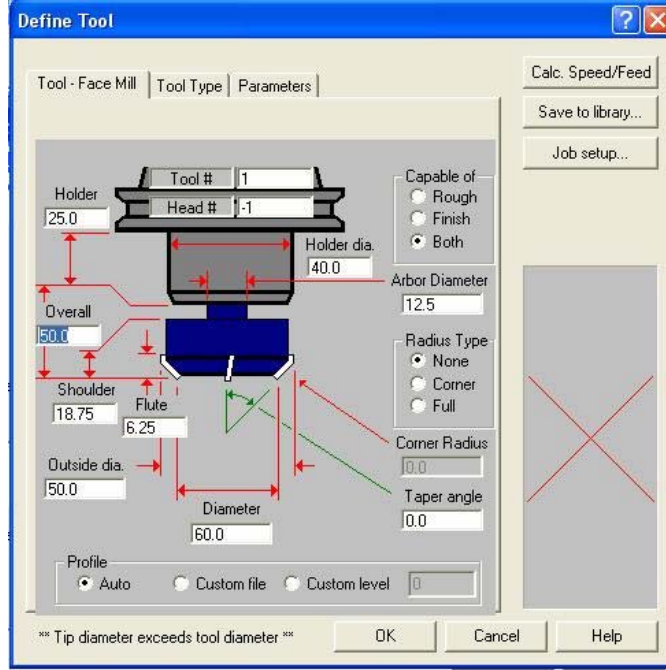 Define Tool
Tool - Face Mill
Tool Type
Parameters
Calc. Speed/Feed
Save to library...
Job setup...
Tool # 1
Head # -1
Holder
25.0
Holder dia.
40.0
Capable of
Rough
Finish
Both
Arbor Diameter
12.5
Overall
50.0
Radius Type
None
Corner
Full
Shoulder
18.75
Flute
6.25
Corner Radius
0.0
Outside dia.
50.0
Diameter
60.0
Taper angle
0.0
Profile
Auto
Custom file
Custom level
0
** Tip diameter exceeds tool diameter **
OK
Cancel
Help